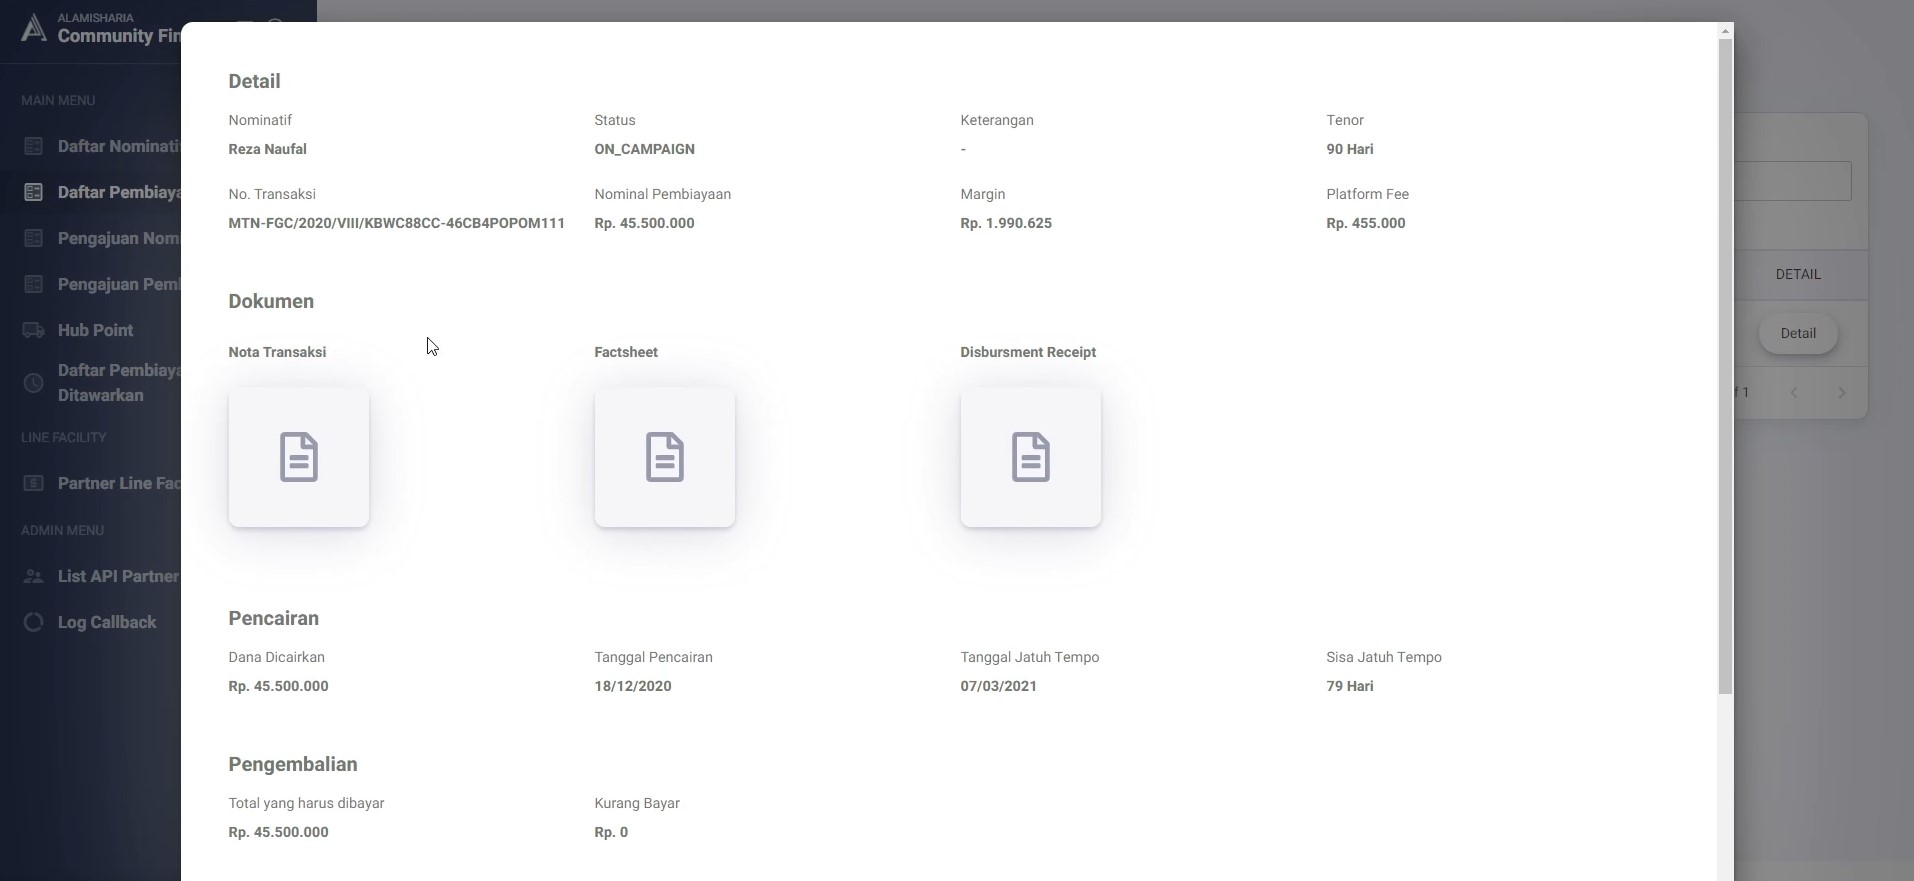 ALAMISHARIA
Community Fin
MAIN MENU
Daftar Nominati
Daftar Pembiaya
Pengajuan Nom
Pengajuan Pem
Hub Point
Daftar Pembiaya
Ditawarkan
LINE FACILITY
Partner Line Fac
ADMIN MENU
List API Partner
Log Callback
Detail
Nominatif Status Keterangan Tenor
Reza Naufal ON_CAMPAIGN - 90 Hari
No. Transaksi Nominal Pembiayaan Margin Platform Fee
MTN-FGC/2020/VIII/KBWC88CC-46CB4POPOM111 Rp. 45.500.000 Rp. 1.990.625 Rp. 455.000
Dokumen
Nota Transaksi Factsheet Disbursment Receipt
Pencairan
Dana Dicairkan Tanggal Pencairan Tanggal Jatuh Tempo Sisa Jatuh Tempo
Rp. 45.500.000 18/12/2020 07/03/2021 79 Hari
Pengembalian
Total yang harus dibayar Kurang Bayar
Rp. 45.500.000 Rp. 0
DETAIL
Detail
f 1